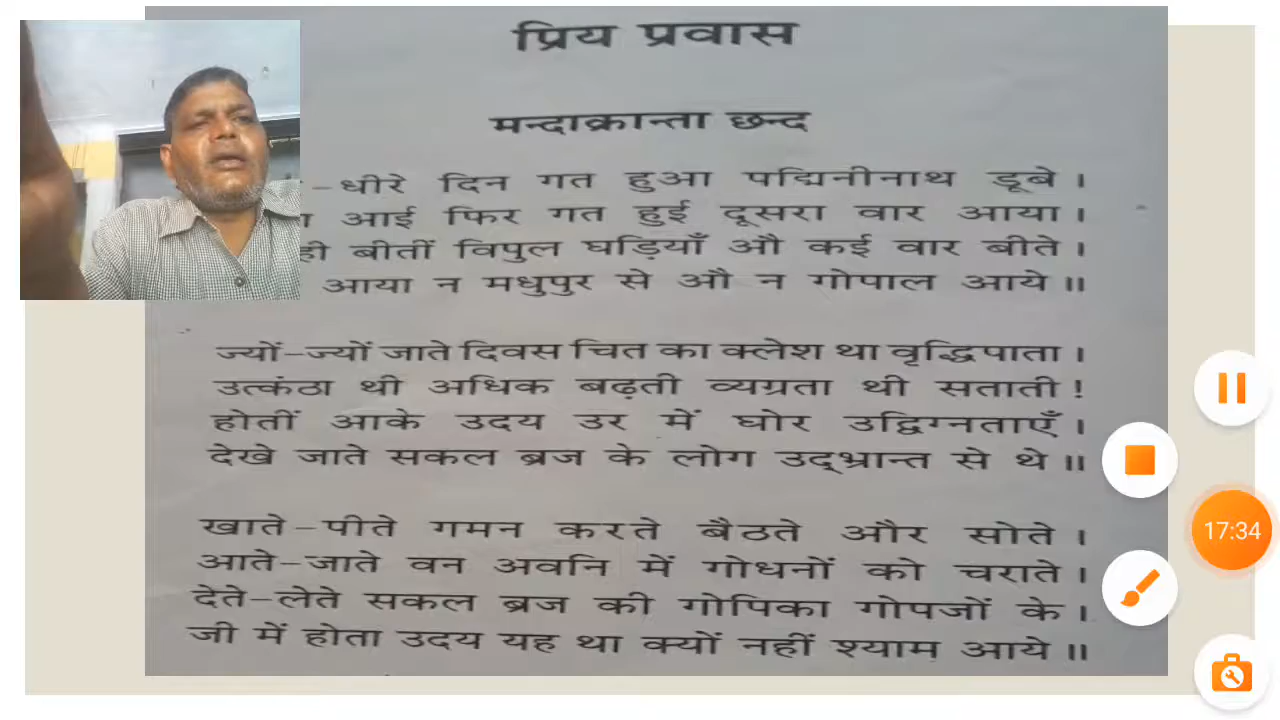 प्रिय प्रवास
मन्दाक्रान्ता छन्द
-धीरे दिन गत हुआ पद्मिनीनाथ डूबे ।
आई फिर गत हुई दूसरा वार आया ।
ही बीतीं विपुल घड़ियाँ औ कई वार बीते ।
आया न मधुपुर से औ न गोपाल आये ॥
ज्यों-ज्यों जाते दिवस चित का क्लेश था वृद्धि पाता ।
उत्कंठा थी अधिक बढ़ती व्यग्रता थी सताती !
होतीं आके उदय उर में घोर उद्विग्नताएँ ।
देखे जाते सकल ब्रज के लोग उद्भ्रान्त से थे ॥
खाते-पीते गमन करते बैठते और सोते ।
आते-जाते वन अवनि में गोधनों को चराते ।
देते-लेते सकल ब्रज की गोपिका गोपजों के ।
जी में होता उदय यह था क्यों नहीं श्याम आये ॥
17:34